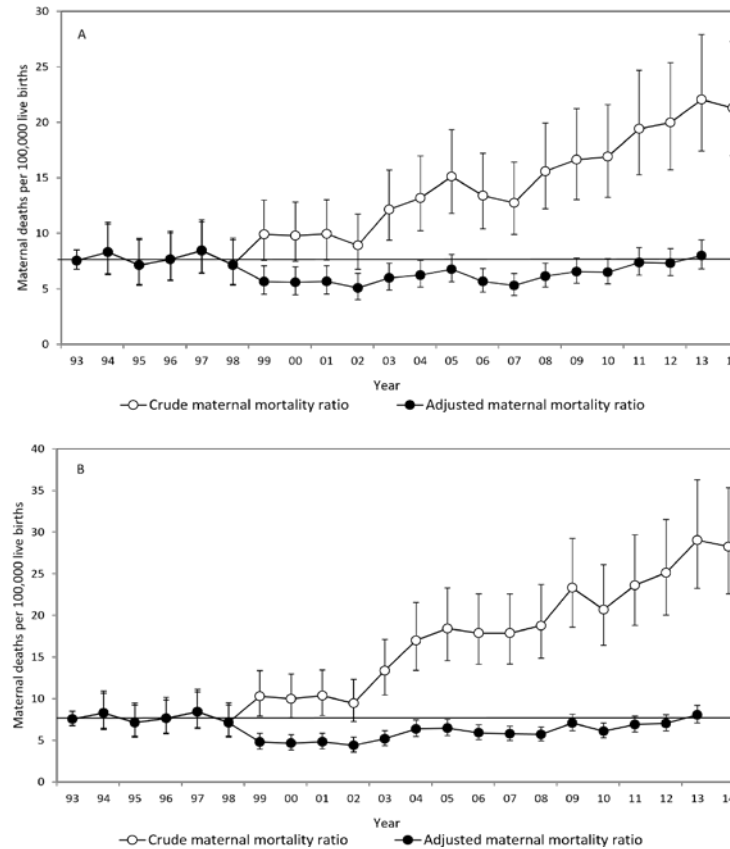 A
Maternal deaths per 100,000 live births
30
25
20
15
10
5
0
93 94 95 96 97 98 99 00 01 02 03 04 05 06 07 08 09 10 11 12 13
Year
Crude maternal mortality ratio Adjusted maternal mortality ratio
B
Maternal deaths per 100,000 live births
40
35
30
25
20
15
10
5
0
93 94 95 96 97 98 99 00 01 02 03 04 05 06 07 08 09 10 11 12 13 14
Year
Crude maternal mortality ratio Adjusted maternal mortality ratio